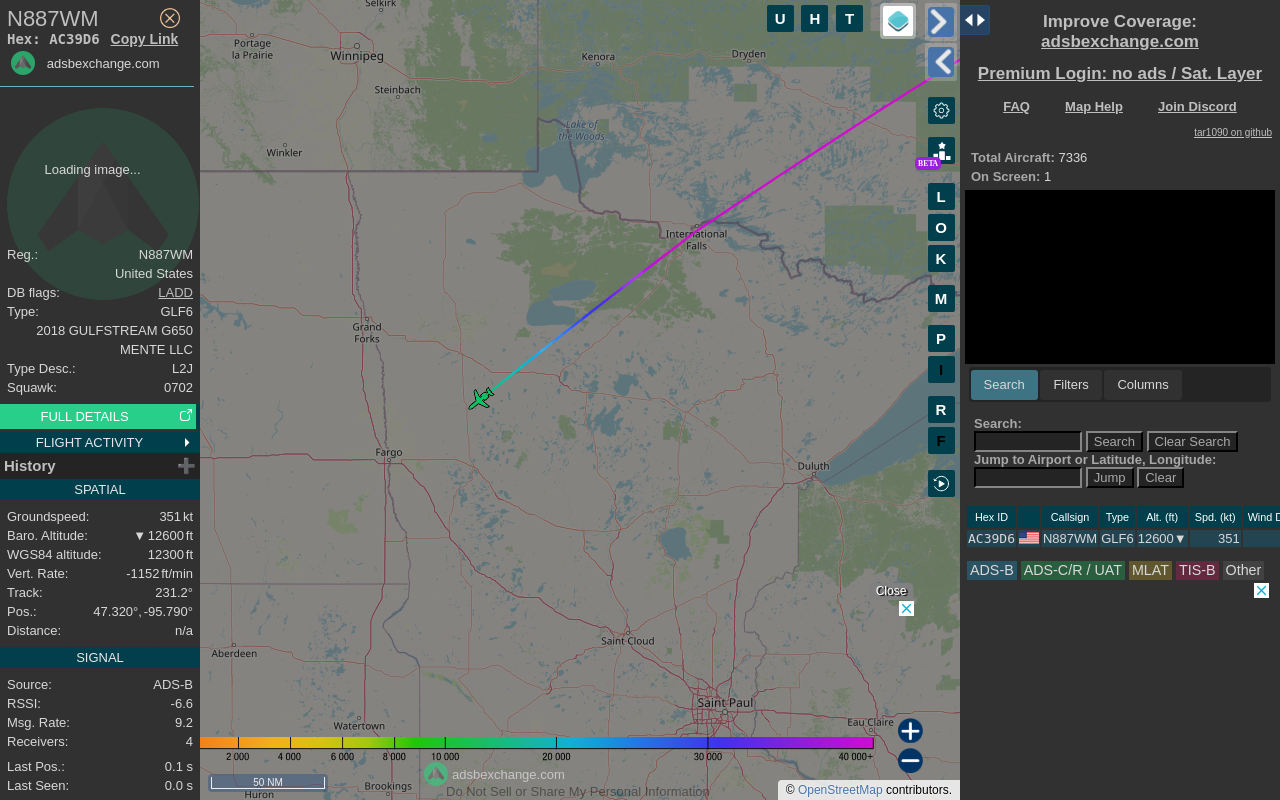 N887WM
Hex: AC39D6 Copy Link
adsbexchange.com
Loading image...
Reg.: N887WM
United States
DB flags: LADD
Type: GLF6
2018 GULFSTREAM G650
MENTE LLC
Type Desc.: L2J
Squawk: 0702
FULL DETAILS
FLIGHT ACTIVITY
History
SPATIAL
Groundspeed: 351 kt
Baro. Altitude: ▼ 12600 ft
WGS84 altitude: 12300 ft
Vert. Rate: -1152 ft/min
Track: 231.2°
Pos.: 47.320°, -95.790°
Distance: n/a
SIGNAL
Source: ADS-B
RSSI: -6.6
Msg. Rate: 9.2
Receivers: 4
Last Pos.: 0.1 s
Last Seen: 0.0 s
Selkirk
Portage
la Prairie
Winnipeg
Kenora
Dryden
Steinbach
Lake of
the Woods
Winkler
International
Falls
Grand
Forks
Fargo
Duluth
Saint Cloud
Aberdeen
Saint Paul
Watertown
Eau Claire
Brookings
Huron
U H T
BETA
L
O
K
M
P
I
R
F
Close
2 000 4 000 6 000 8 000 10 000 20 000 30 000 40 000+
50 NM
adsbexchange.com
Do Not Sell or Share My Personal Information
© OpenStreetMap contributors.
Improve Coverage:
adsbexchange.com
Premium Login: no ads / Sat. Layer
FAQ Map Help Join Discord
tar1090 on github
Total Aircraft: 7336
On Screen: 1
Search Filters Columns
Search:
Search Clear Search
Jump to Airport or Latitude, Longitude:
Jump Clear
Hex ID Callsign Type Alt. (ft) Spd. (kt) Wind D
AC39D6 N887WM GLF6 12600▼ 351
ADS-B ADS-C/R / UAT MLAT TIS-B Other